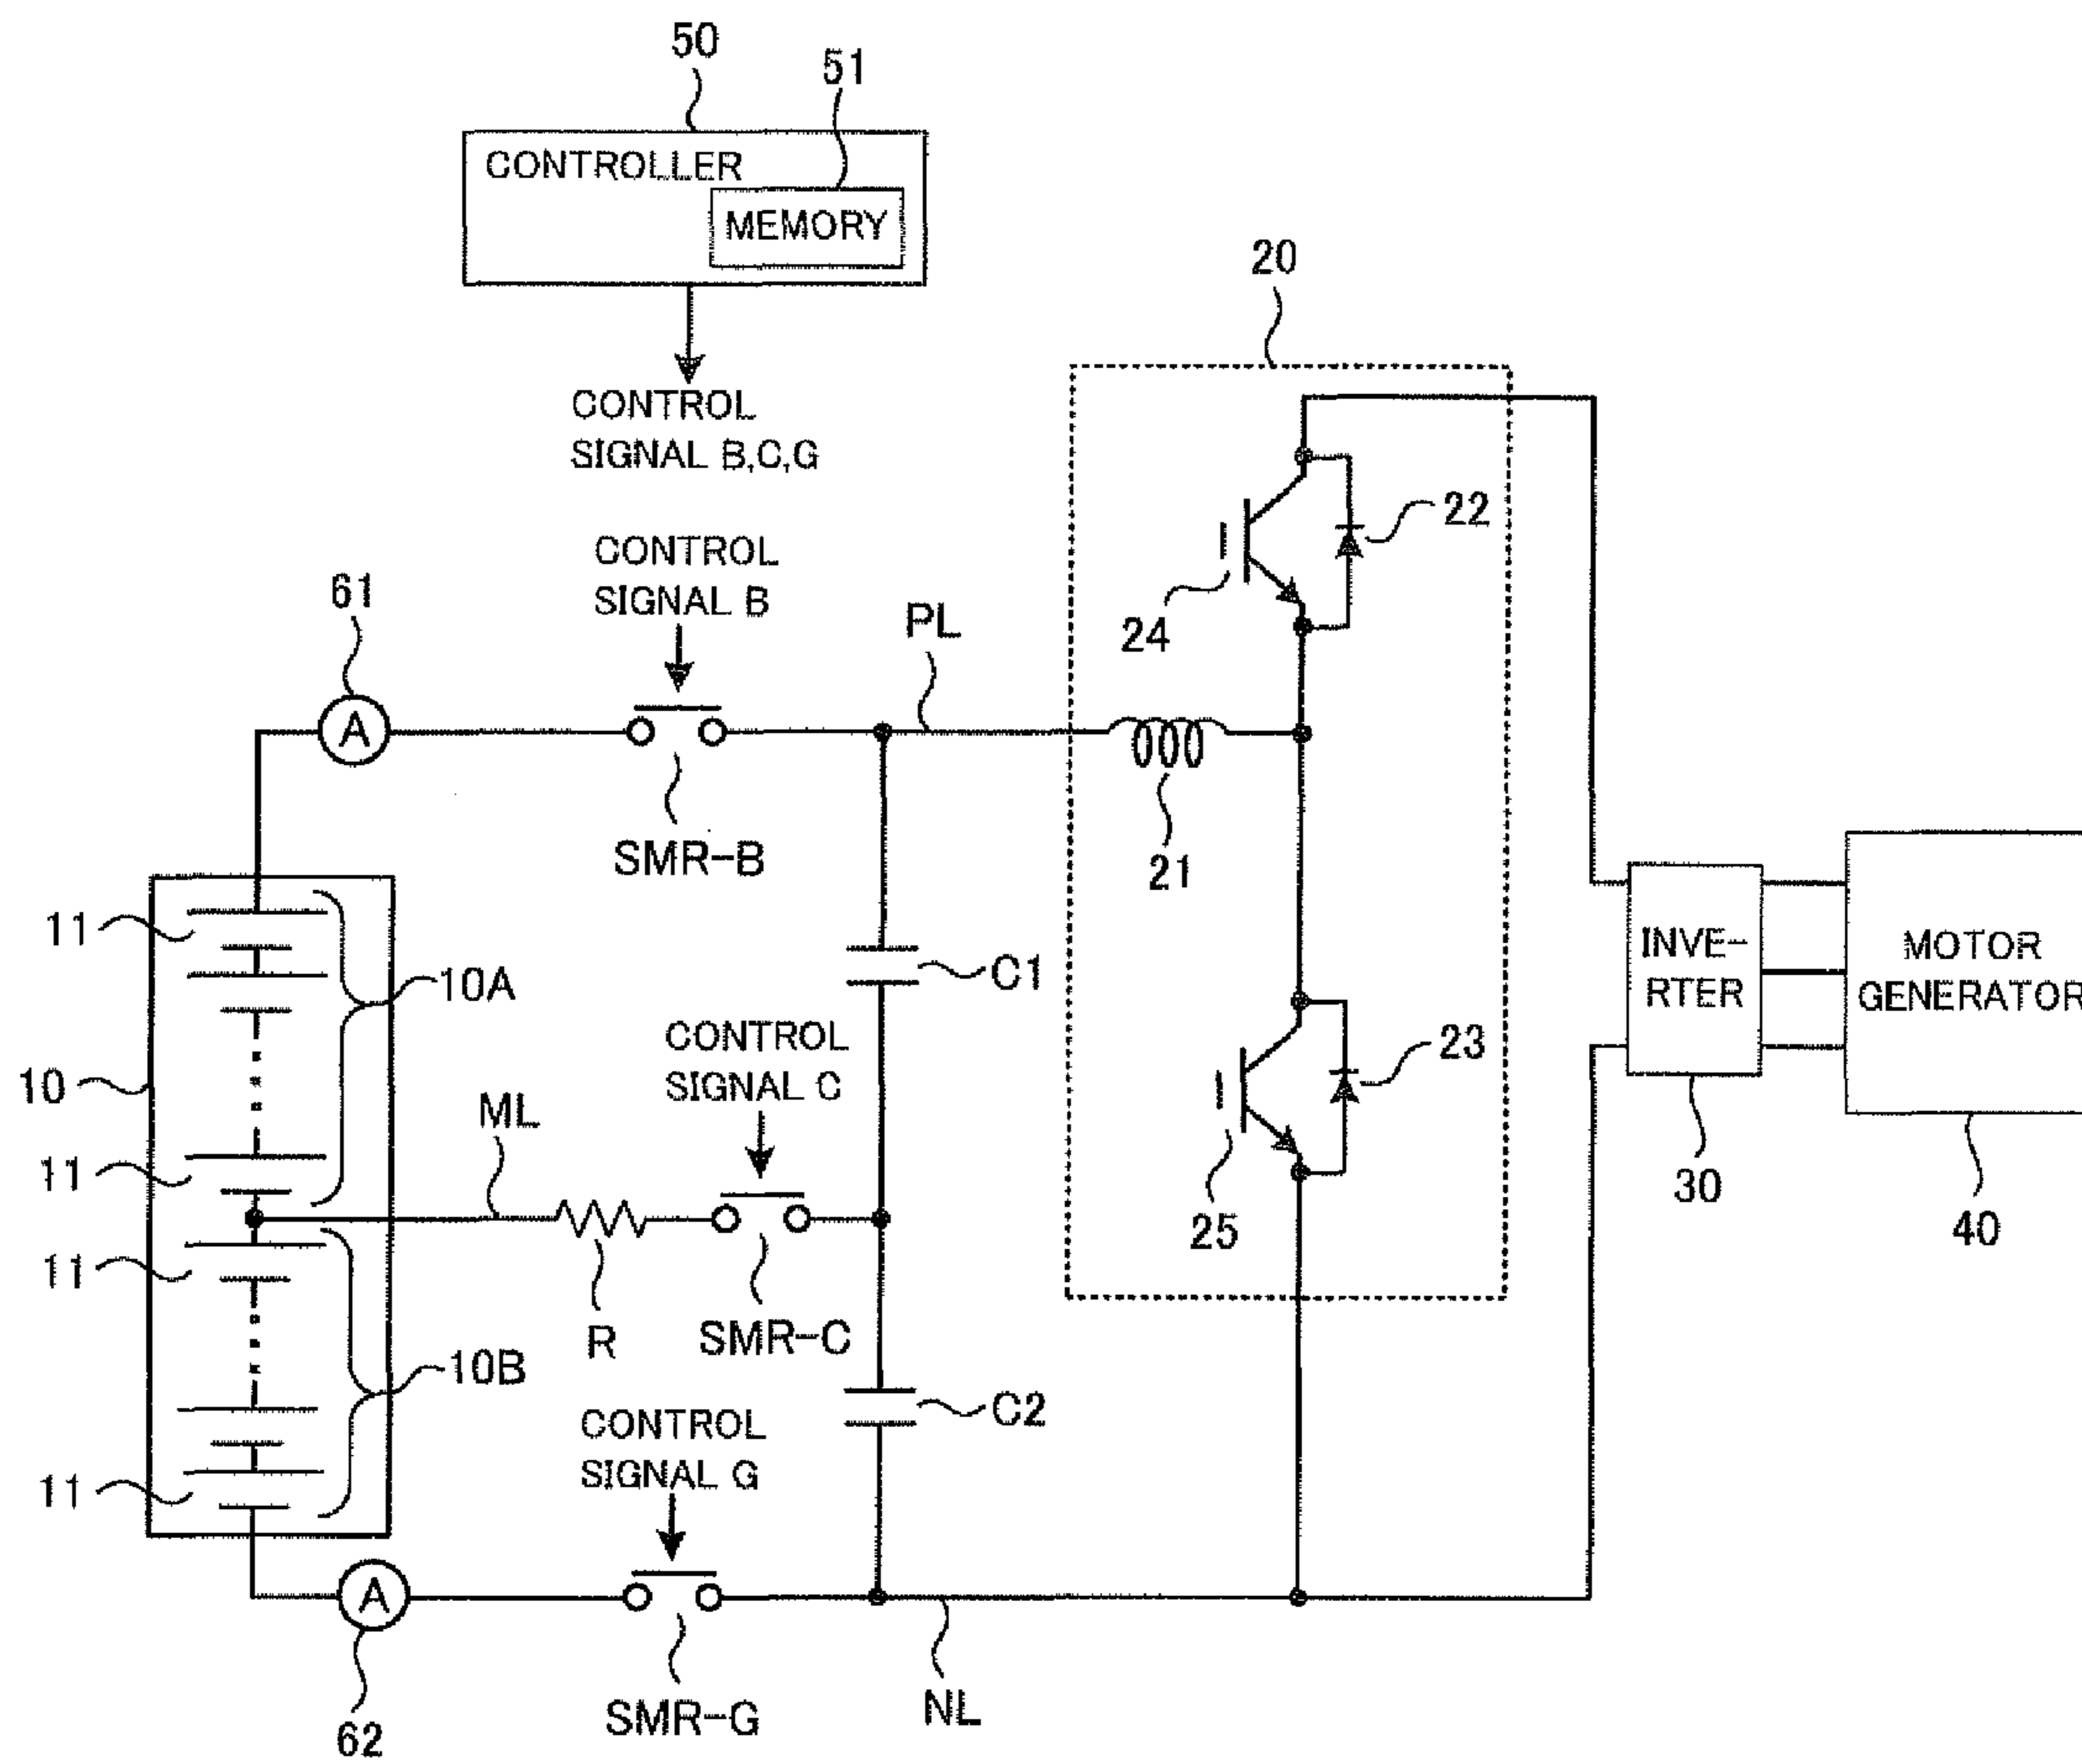 50
51
CONTROLLER
MEMORY
20
CONTROL
SIGNAL B,C,G
22
CONTROL
SIGNAL B
61
PL
24
A
SMR-B
21
11
INVE-
RTER
MOTOR
GENERATOR
10A
C1
CONTROL
SIGNAL C
23
10
ML
11
30
40
25
11
R
SMR-C
10B
C2
CONTROL
SIGNAL G
11
A
62
SMR-G
NL